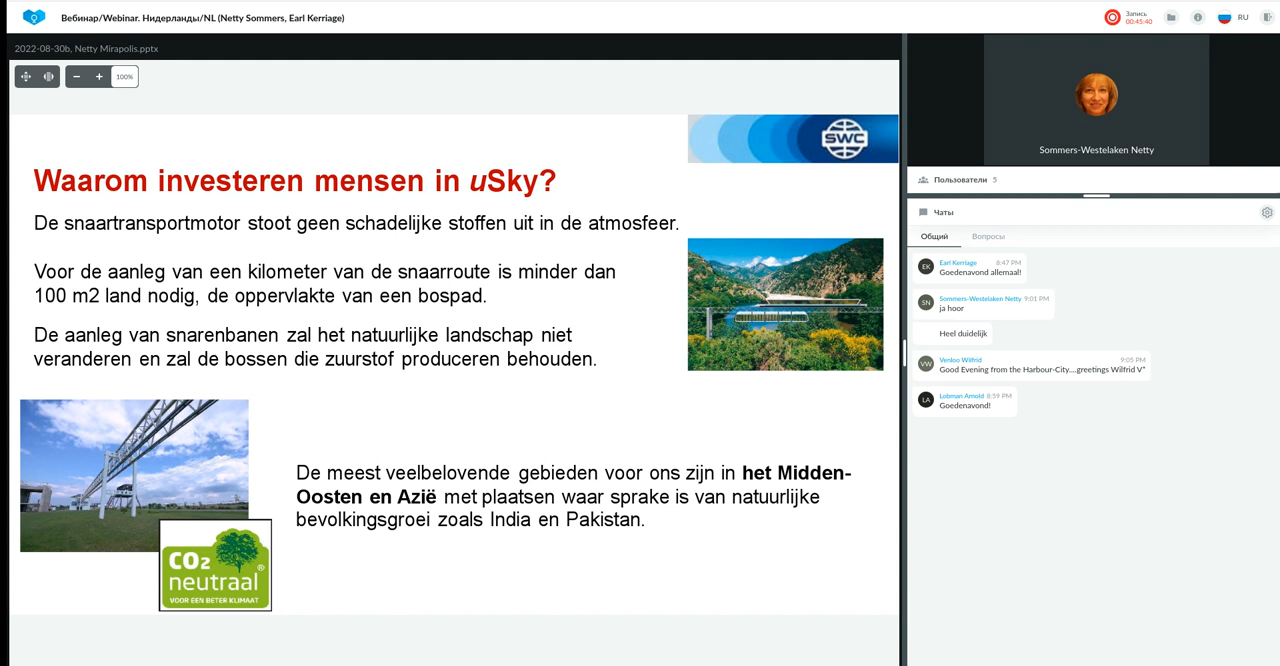 Вебинар/Webinar. Нидерланды/NL (Netty Sommers, Earl Kerriage)
Запись
00:45:40
RU
2022-08-30b, Netty Mirapolis.pptx
100%
SWC
Waarom investeren mensen in uSky?
De snaartransportmotor stoot geen schadelijke stoffen uit in de atmosfeer.
Voor de aanleg van een kilometer van de snaarroute is minder dan
100 m2 land nodig, de oppervlakte van een bospad.
De aanleg van snarenbanen zal het natuurlijke landschap niet
veranderen en zal de bossen die zuurstof produceren behouden.
De meest veelbelovende gebieden voor ons zijn in het Midden-
Oosten en Azië met plaatsen waar sprake is van natuurlijke
bevolkingsgroei zoals India en Pakistan.
CO2
neutraal®
VOOR EEN BETER KLIMAAT
Sommers-Westelaken Netty
Пользователи 5
Чаты
Общий Вопросы
EK Earl Kerriage 8:47 PM
Goedenavond allemaal!
SN Sommers-Westelaken Netty 9:01 PM
ja hoor
Heel duidelijk
VW Venloo Wilfrid 9:05 PM
Good Evening from the Harbour-City....greetings Wilfrid V"
LA Lobman Arnold 8:59 PM
Goedenavond!